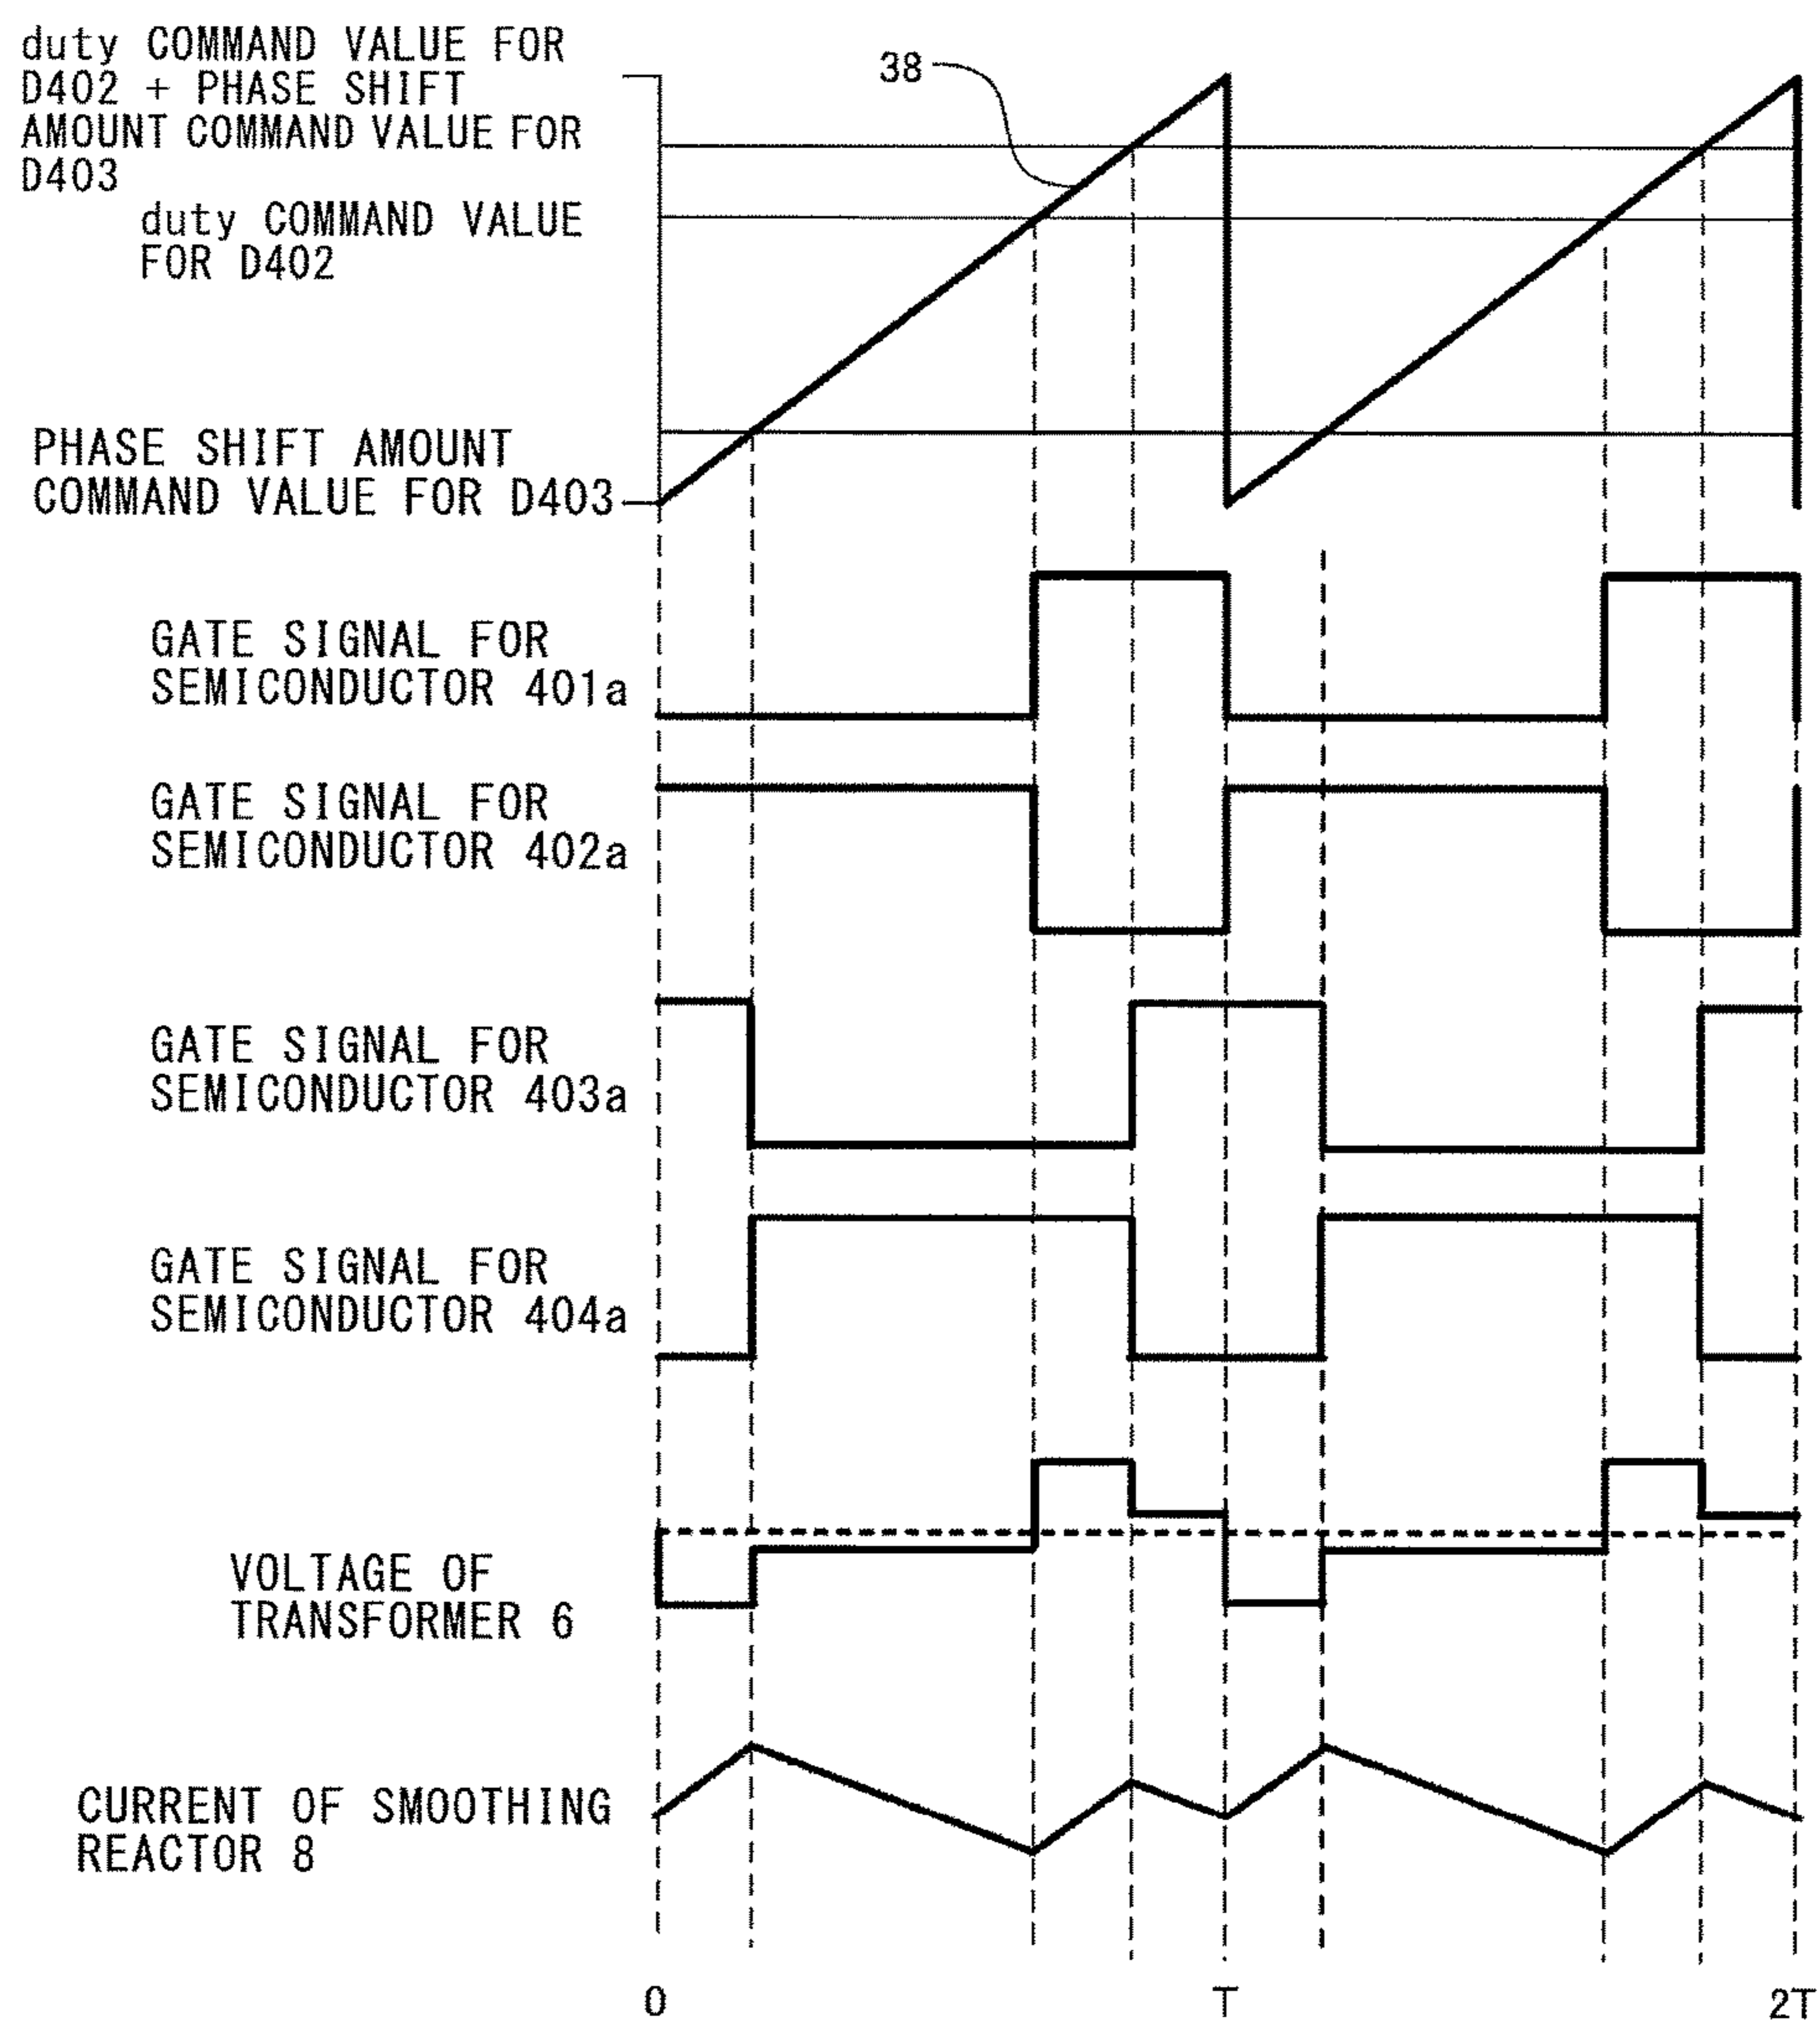 duty COMMAND VALUE FOR
D402 + PHASE SHIFT
AMOUNT COMMAND VALUE FOR
D403
38
duty COMMAND VALUE
FOR D402
PHASE SHIFT AMOUNT
COMMAND VALUE FOR D403
GATE SIGNAL FOR
SEMICONDUCTOR 401a
GATE SIGNAL FOR
SEMICONDUCTOR 402a
GATE SIGNAL FOR
SEMICONDUCTOR 403a
GATE SIGNAL FOR
SEMICONDUCTOR 404a
VOLTAGE OF
TRANSFORMER 6
CURRENT OF SMOOTHING
REACTOR 8
0 T 2T